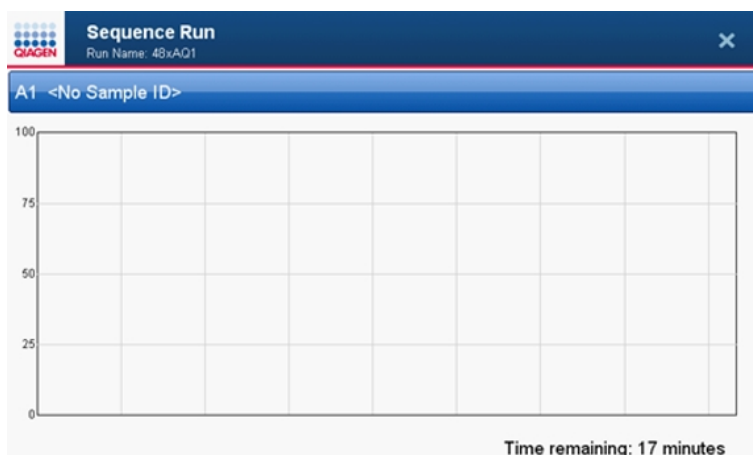 QIAGEN
Sequence Run
Run Name: 48xAQ1
A1 <No Sample ID>
100
75
50
25
0
Time remaining: 17 minutes